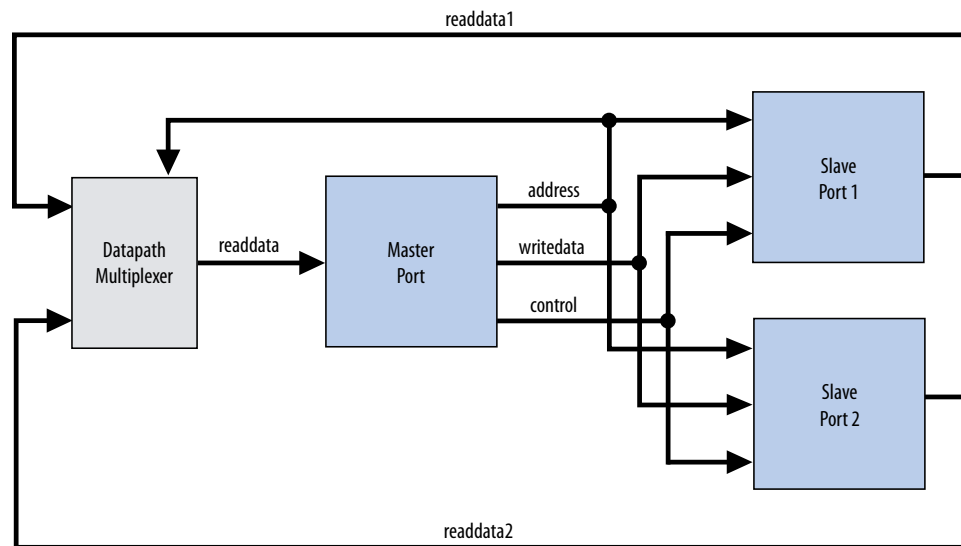 readdata1
Slave
Port 1
address
Datapath
Multiplexer
readdata
Master
Port
writedata
control
Slave
Port 2
readdata2